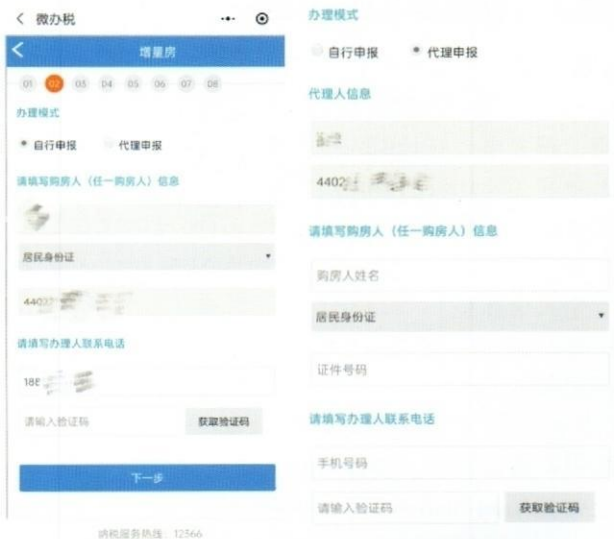 微办税
增量房
01 02 03 04 05 06 07 08
办理模式
自行申报 代理申报
请填写购房人（任一购房人）信息
居民身份证
44022
请填写办理人联系电话
188
请输入验证码 获取验证码
下一步
纳税服务热线：12366
办理模式
自行申报 代理申报
代理人信息
4402
请填写购房人（任一购房人）信息
购房人姓名
居民身份证
证件号码
请填写办理人联系电话
手机号码
请输入验证码 获取验证码